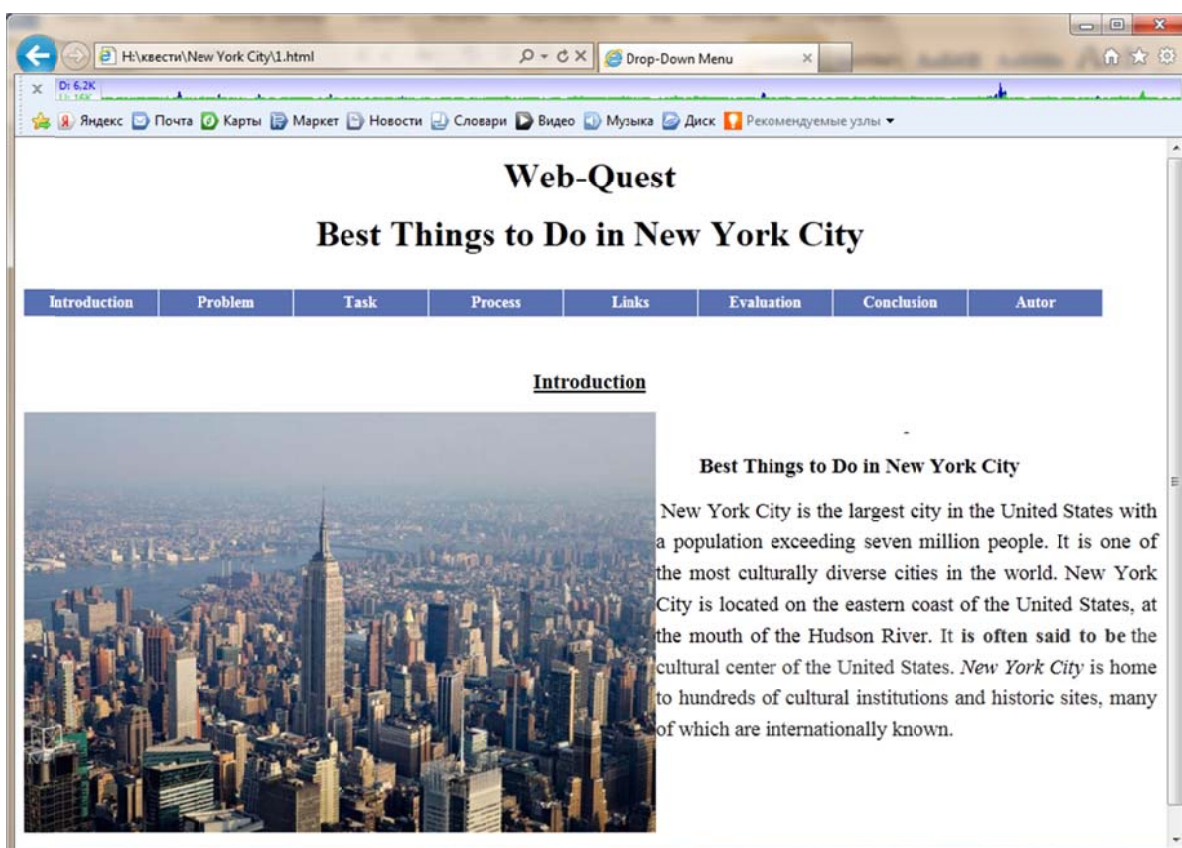 H:\квести\New York City\1.html
Drop-Down Menu
D: 6,2K
U: 16K
Яндекс Почта Карты Маркет Новости Словари Видео Музыка Диск Рекомендуемые узлы
Web-Quest
Best Things to Do in New York City
Introduction Problem Task Process Links Evaluation Conclusion Autor
Introduction
-
Best Things to Do in New York City
New York City is the largest city in the United States with
a population exceeding seven million people. It is one of
the most culturally diverse cities in the world. New York
City is located on the eastern coast of the United States, at
the mouth of the Hudson River. It is often said to be the
cultural center of the United States. New York City is home
to hundreds of cultural institutions and historic sites, many
of which are internationally known.